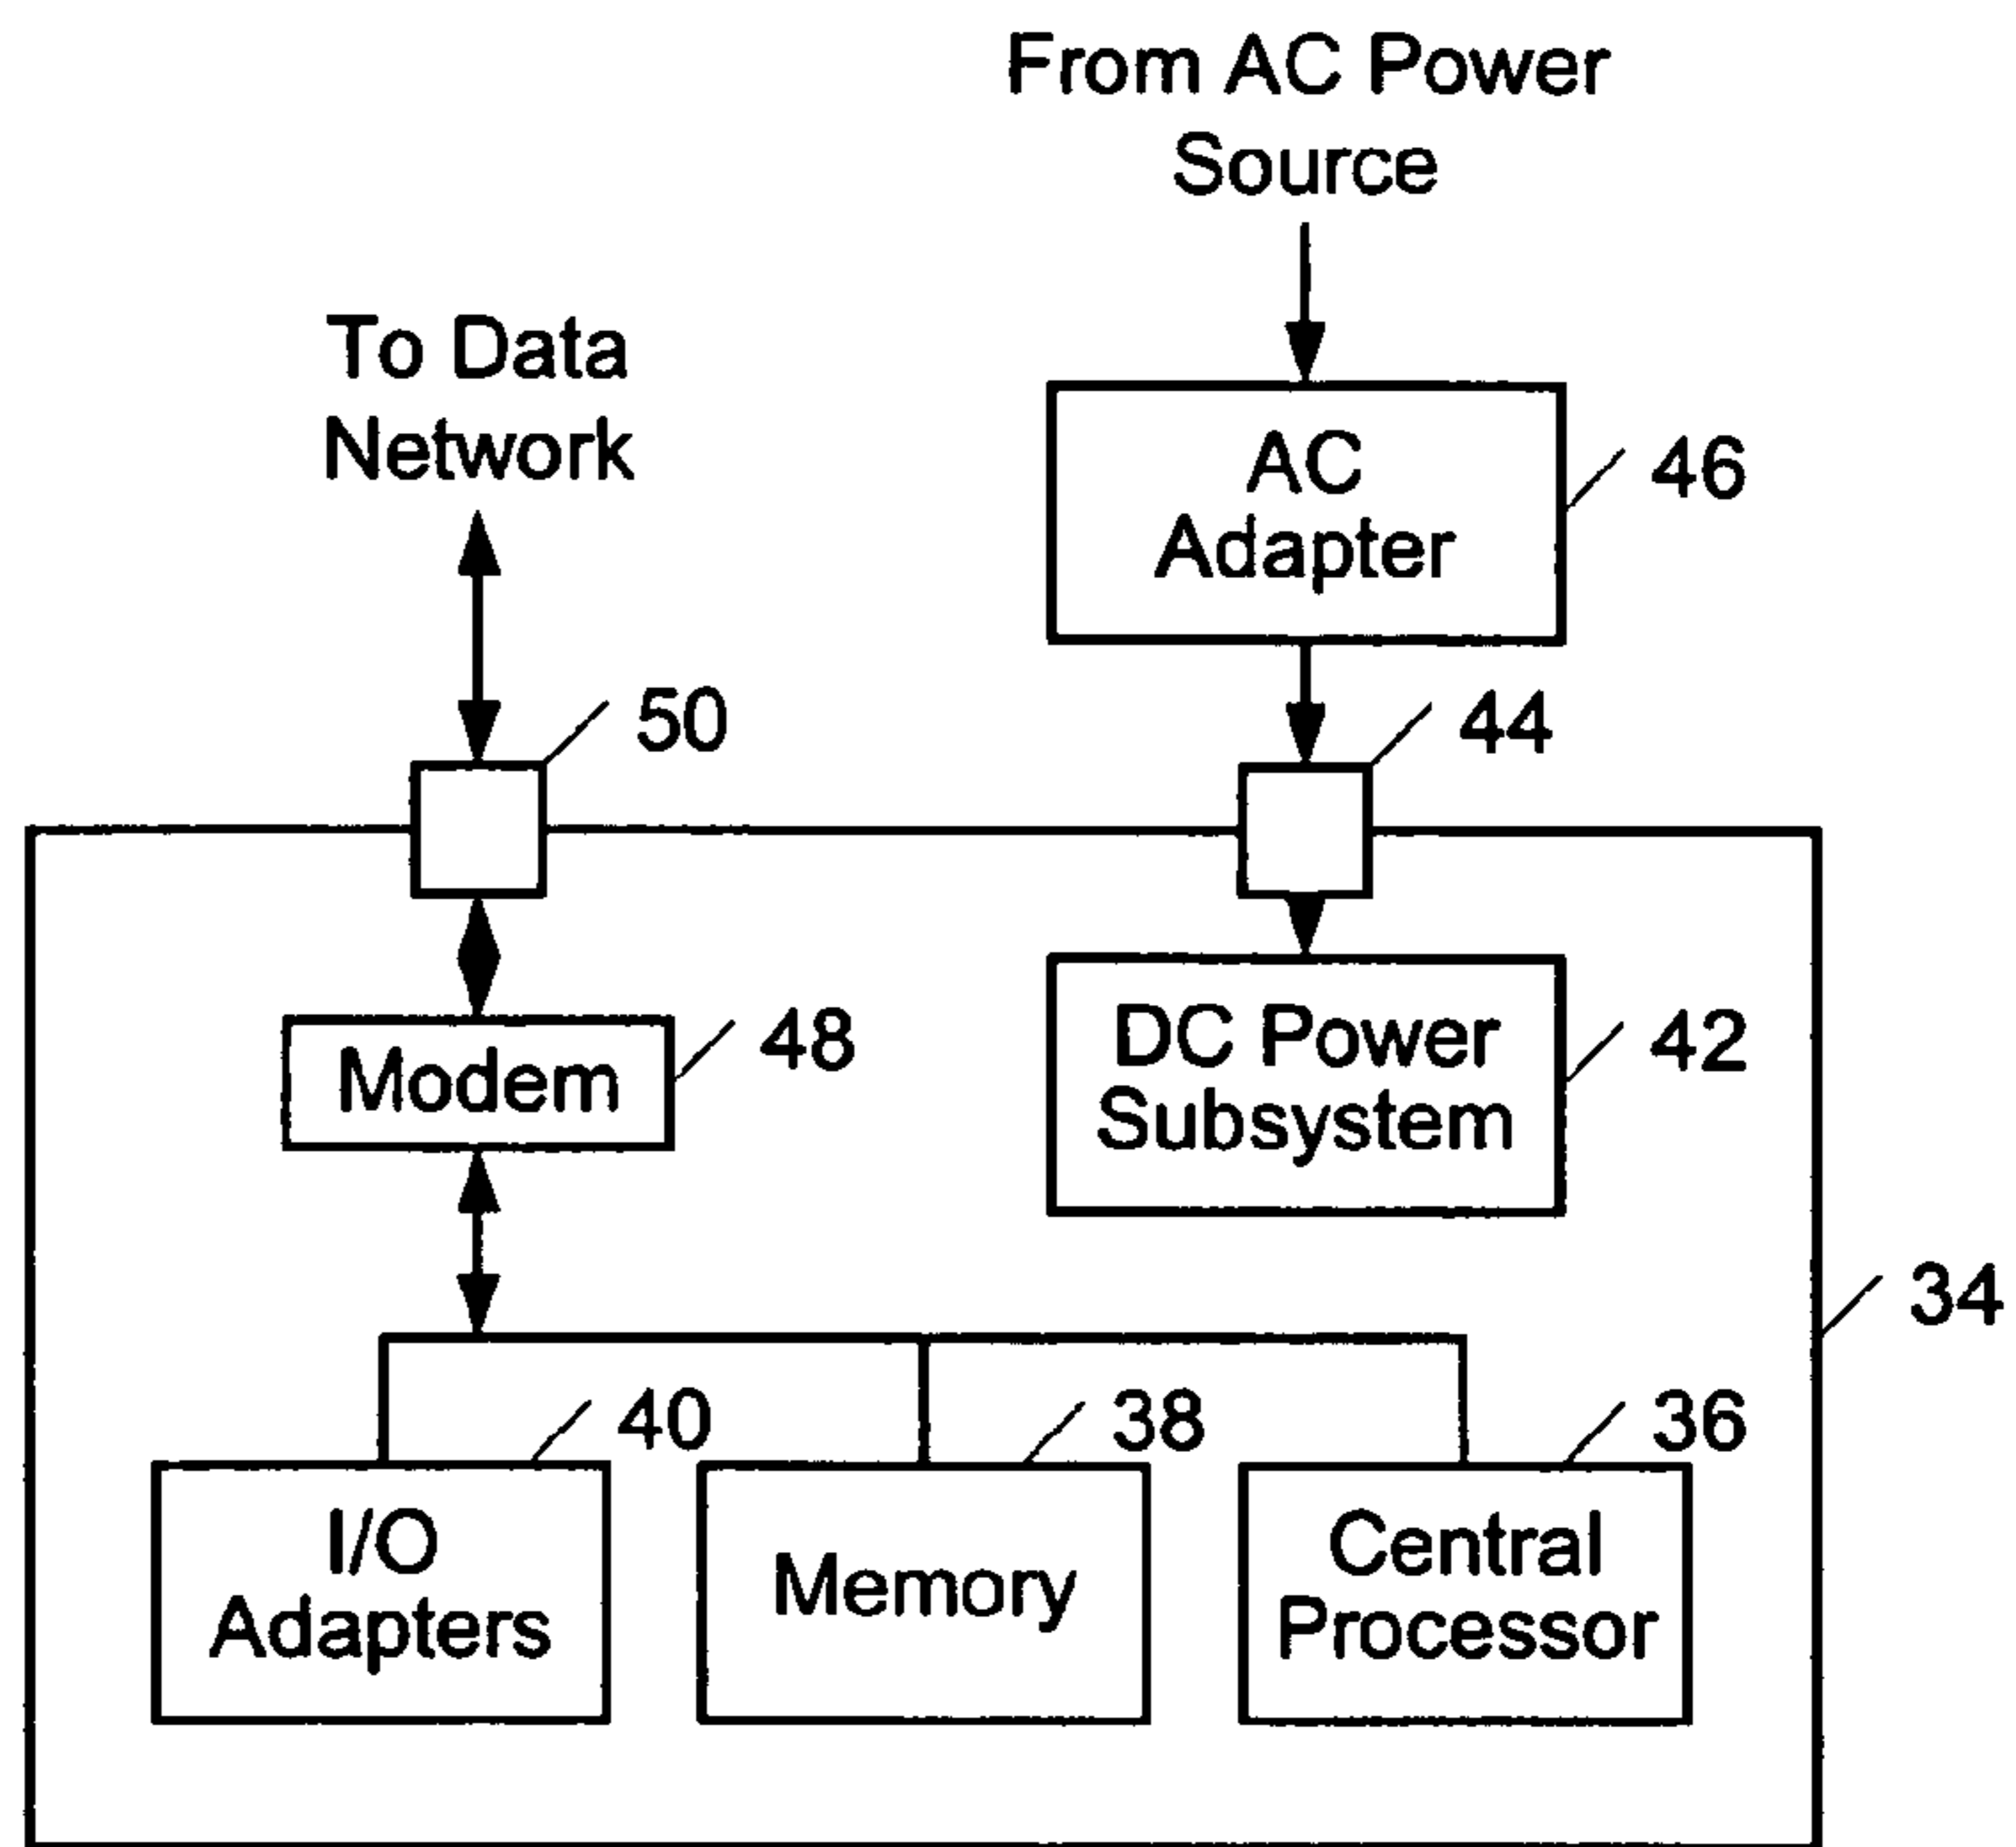 From AC Power
Source
To Data
Network
AC
Adapter
46
50
44
Modem
48
DC Power
Subsystem
42
34
40
38
36
I/O
Adapters
Memory
Central
Processor